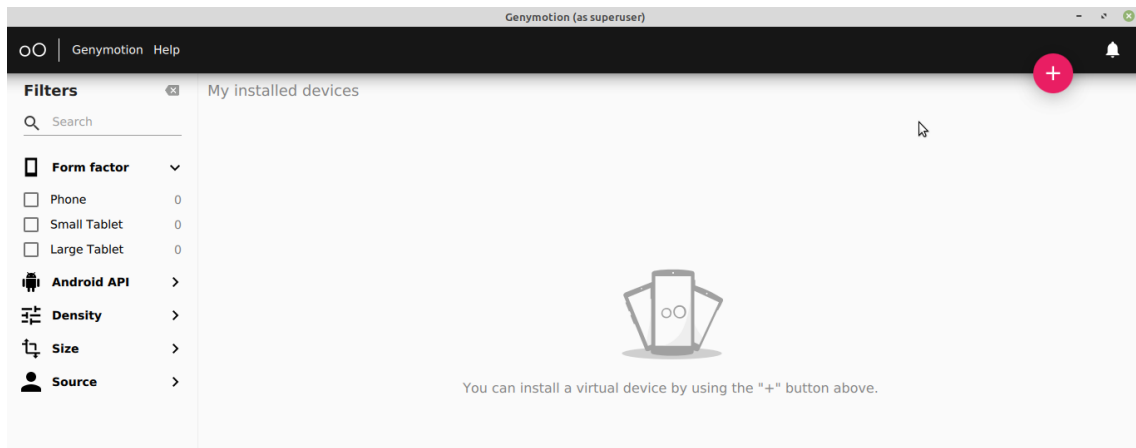 Genymotion (as superuser)
oO Genymotion Help
Filters
Search
Form factor
Phone 0
Small Tablet 0
Large Tablet 0
Android API
Density
Size
Source
My installed devices
+
oO
You can install a virtual device by using the "+" button above.